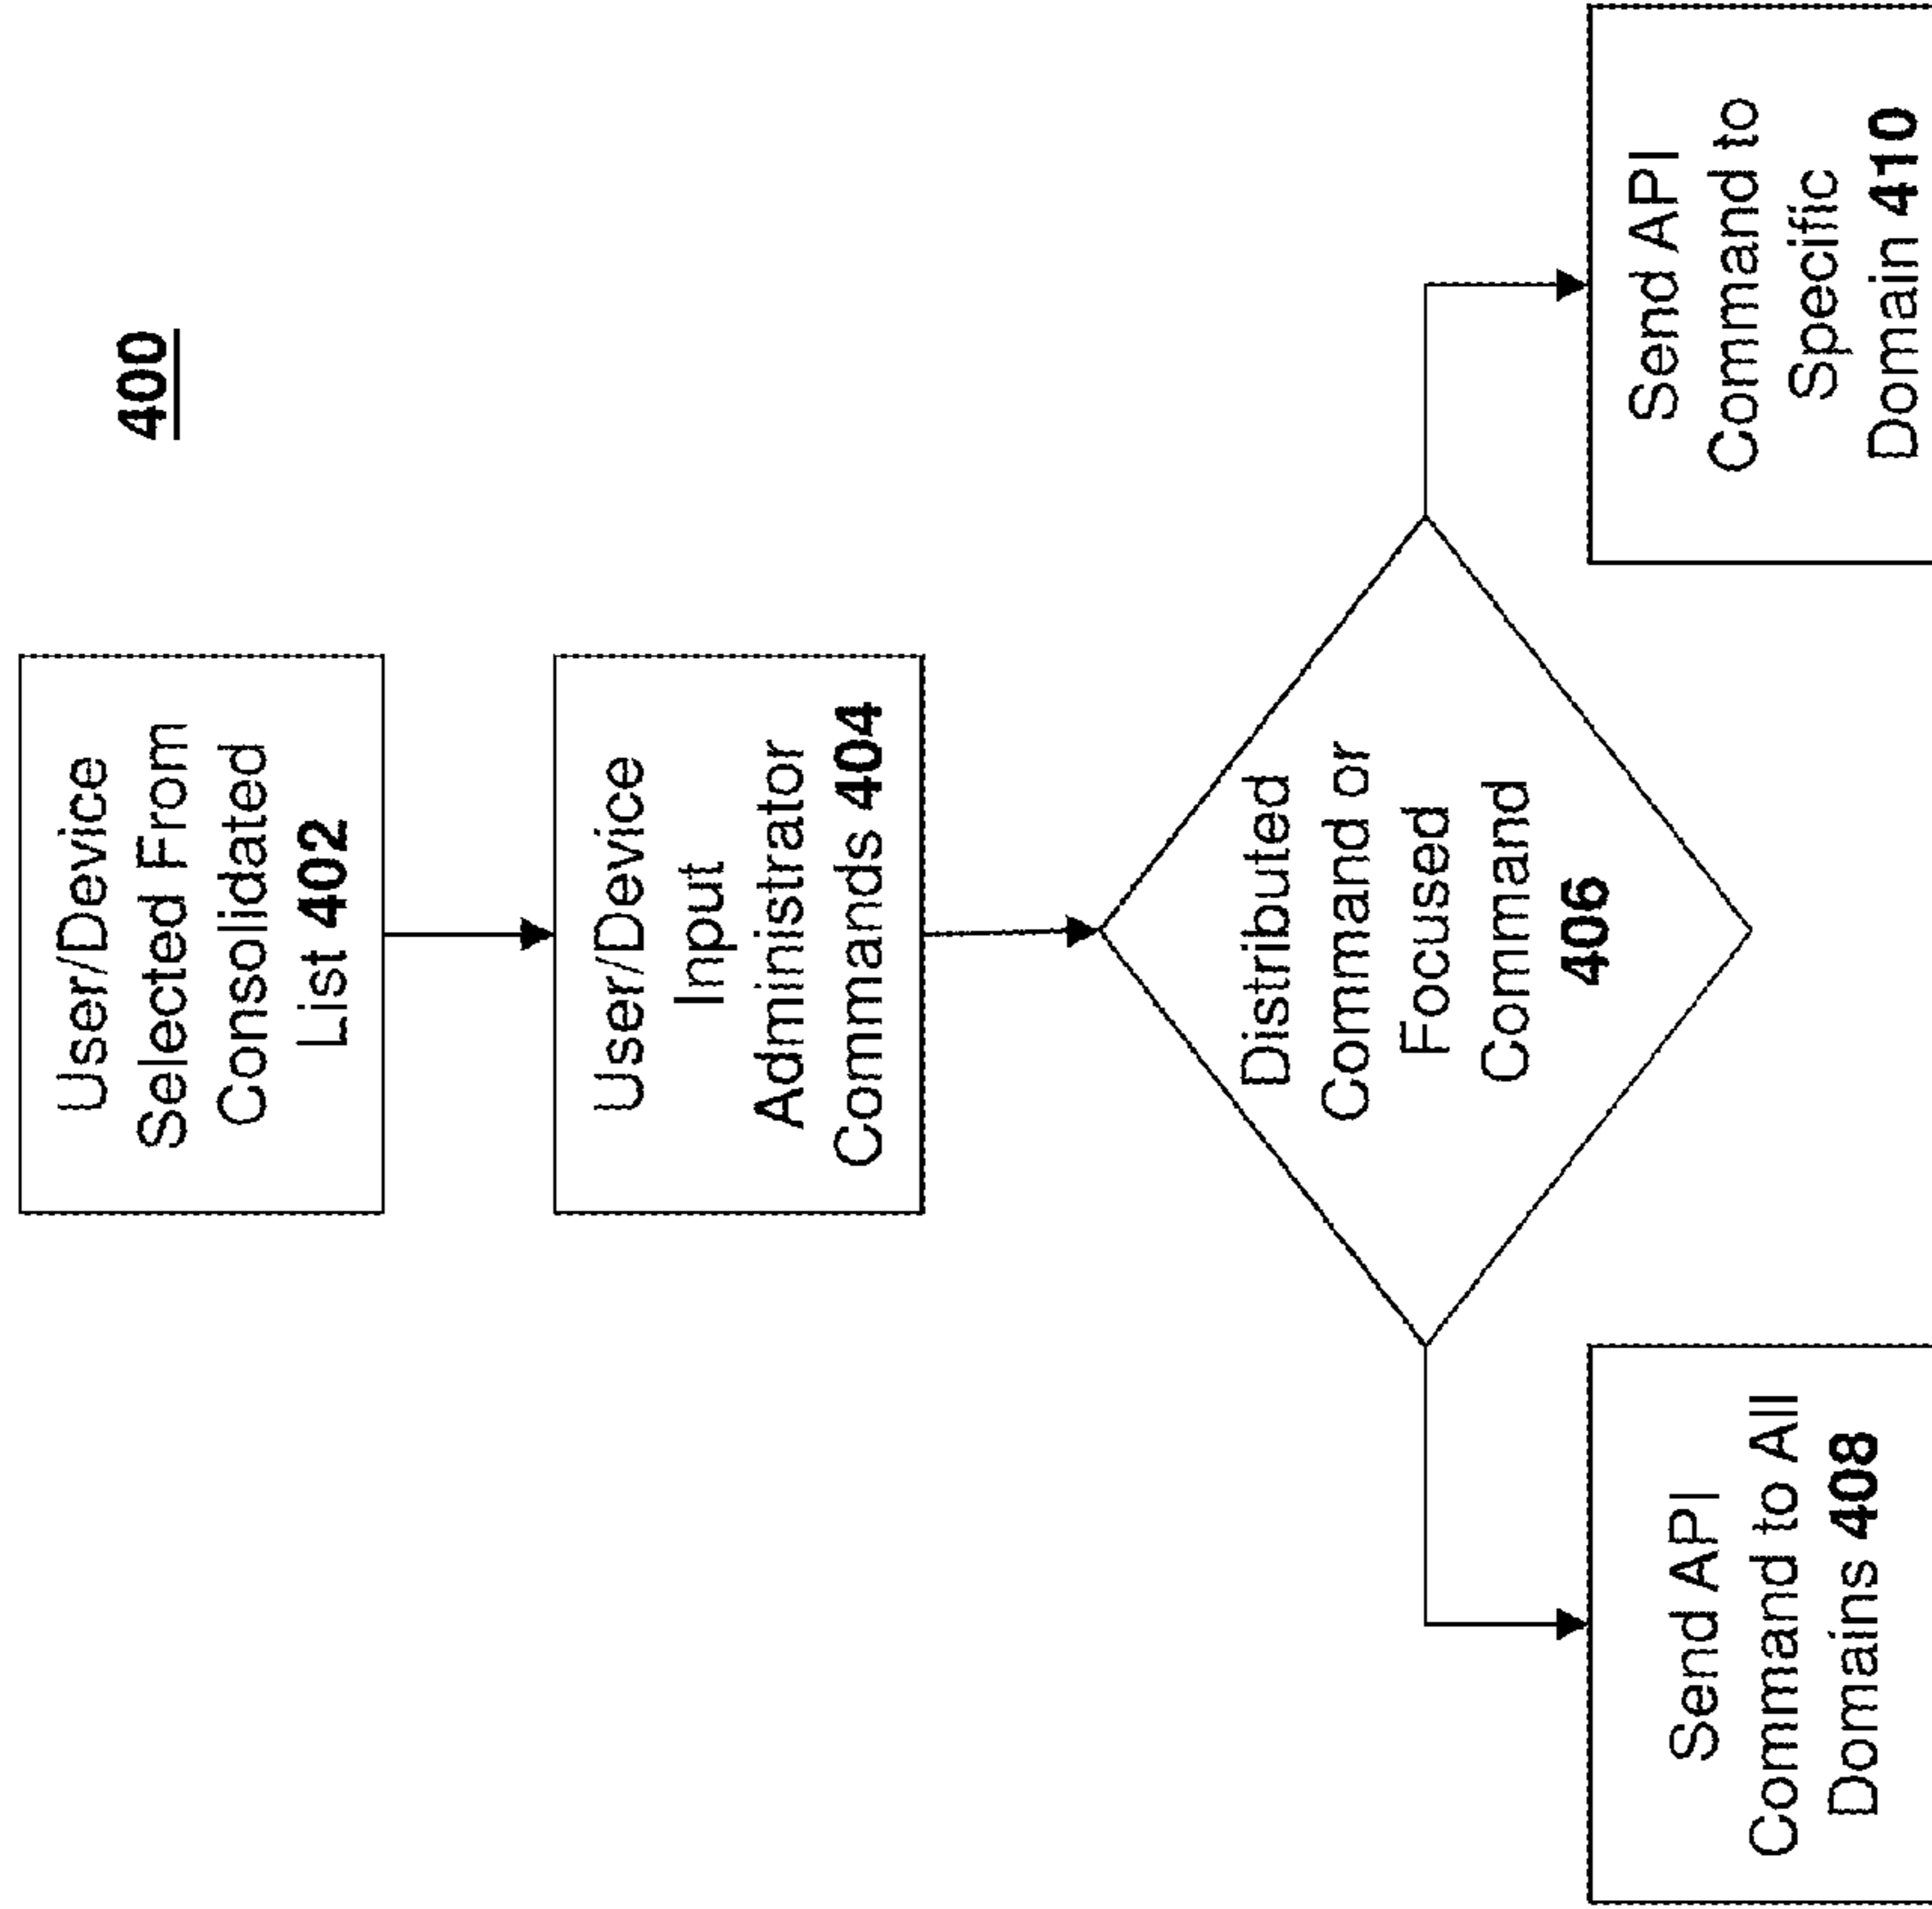 400
User/Device
Selected From
Consolidated
List 402
User/Device
Input
Administrator
Commands 404
Distributed
Command or
Focused
Command
406
Send API
Command to All
Domains 408
Send API
Command to
Specific
Domain 410